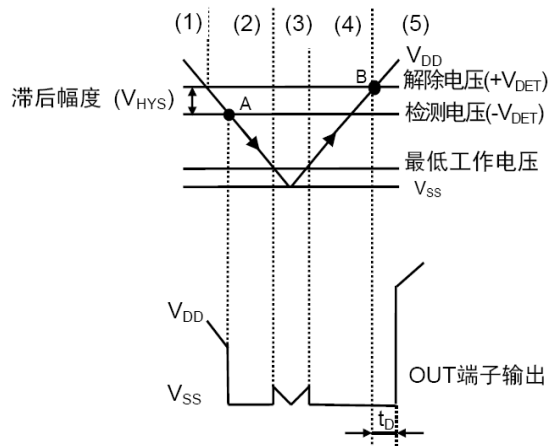 (1) (2) (3) (4) (5)
VDD
B
解除电压(+VDET)
滞后幅度 (VHYS)
A
检测电压(-VDET)
最低工作电压
VSS
VDD
OUT端子输出
VSS
tD